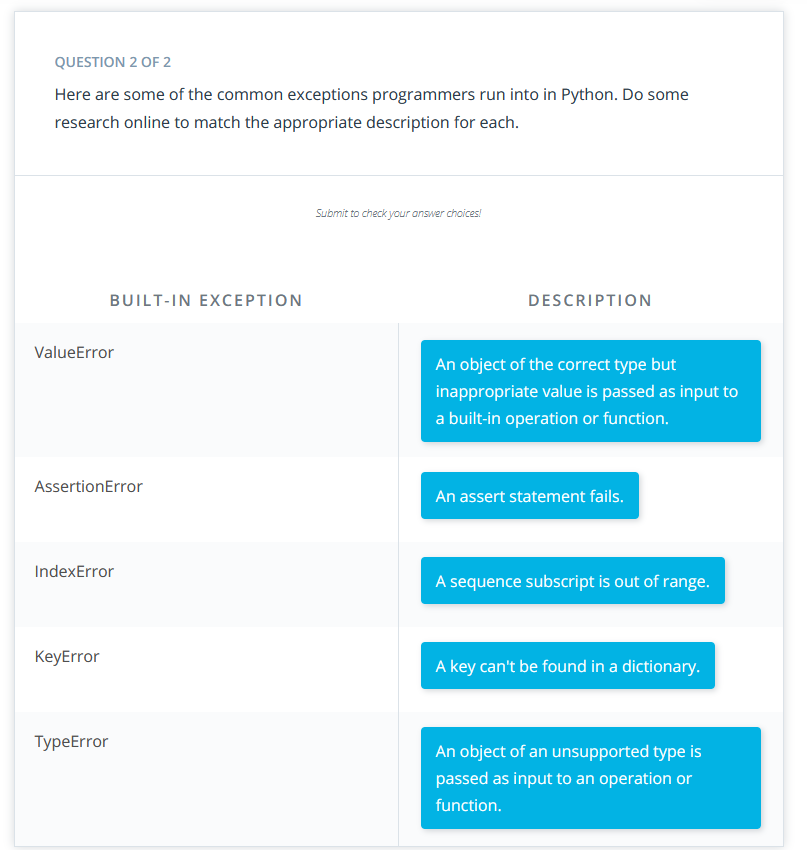 QUESTION 2 OF 2
Here are some of the common exceptions programmers run into in Python. Do some
research online to match the appropriate description for each.
Submit to check your answer choices!
BUILT-IN EXCEPTION
DESCRIPTION
ValueError
An object of the correct type but
inappropriate value is passed as input to
a built-in operation or function.
AssertionError
An assert statement fails.
IndexError
A sequence subscript is out of range.
KeyError
A key can't be found in a dictionary.
TypeError
An object of an unsupported type is
passed as input to an operation or
function.